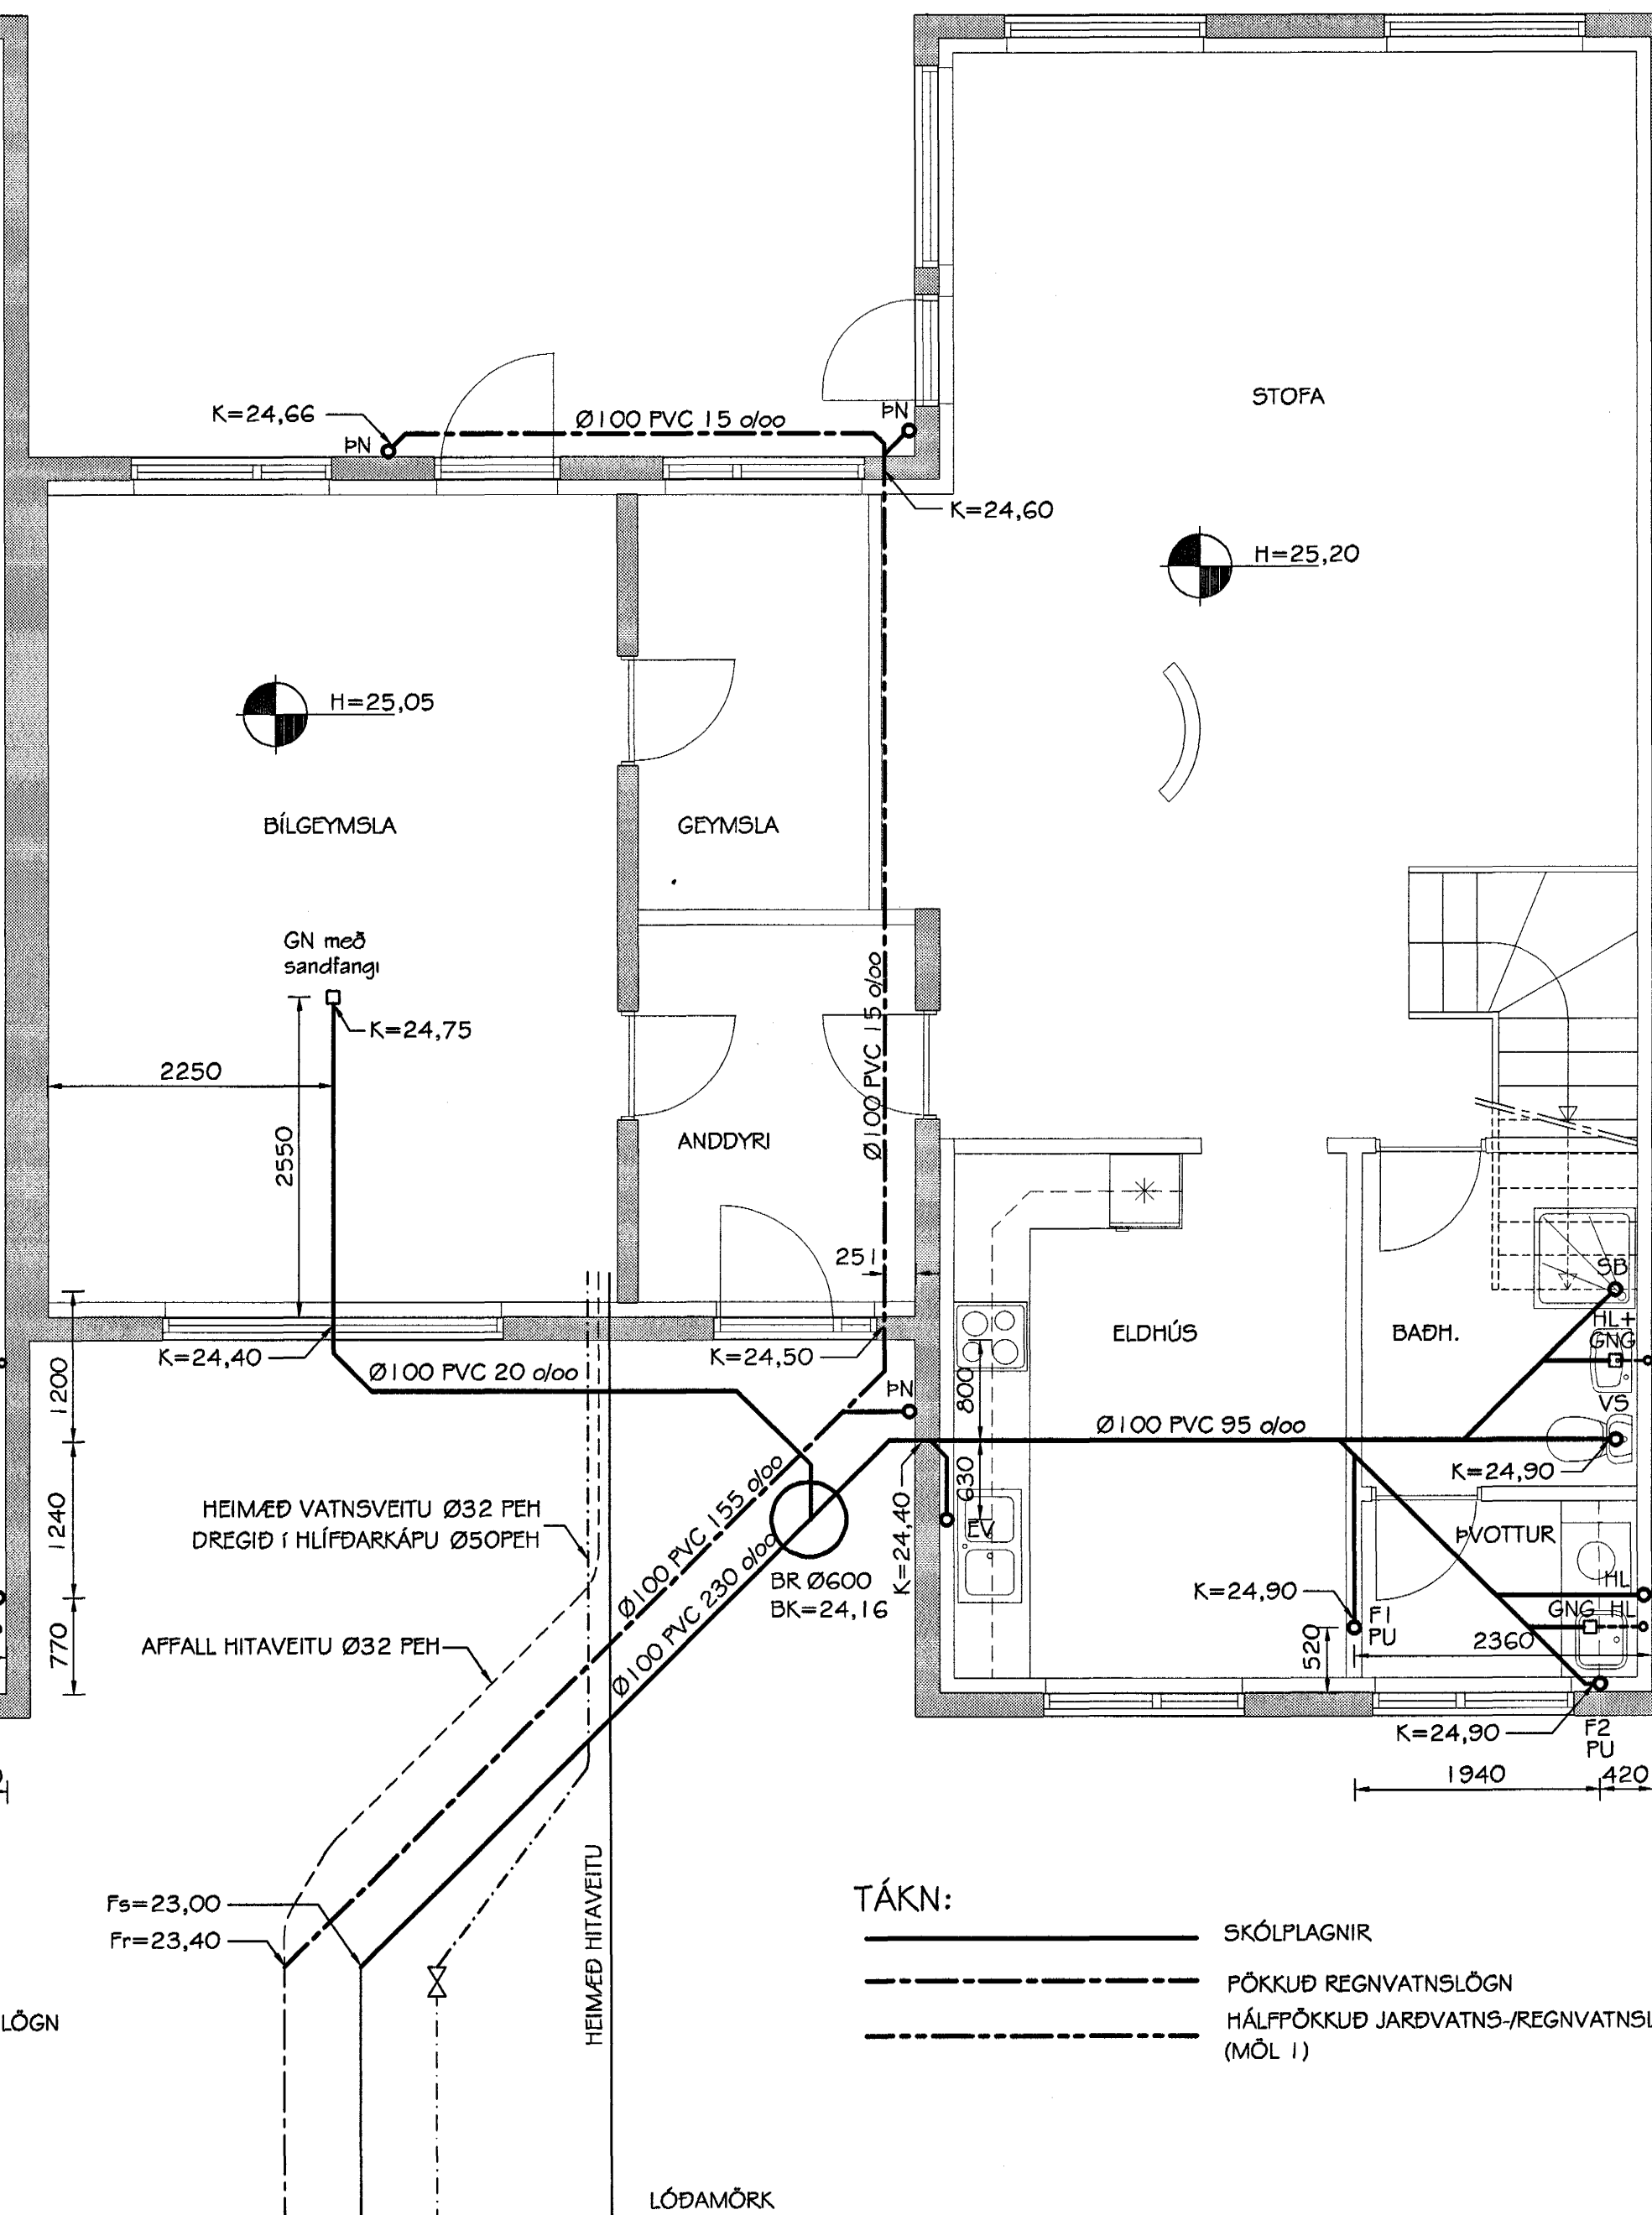 K=24,66
Ø100 PVC 15 o/oo
ÞN
ÞN
STOFA
K=24,60
H=25,20
H=25,05
BÍLGEYMSLA
GEYMSLA
GN með
sandfangi
K=24,75
2250
2550
Ø100 PVC 15 o/oo
ANDDYRI
251
SB
HL+
GNG
ELDHÚS
BAÐH.
K=24,40
K=24,50
Ø100 PVC 20 o/oo
1200
800
ÞN
VS
Ø100 PVC 95 o/oo
K=24,90
630
1240
HEIMÆÐ VATNSVEITU Ø32 PEH
DREGIÐ Í HLÍFÐARKÁPU Ø50PEH
Ø100 PVC 155 o/oo
Ø100 PVC 230 o/oo
EV
K=24,40
ÞVOTTUR
BR Ø600
BK=24,16
K=24,90
HL
F1
PU
GNG
HL
770
AFFALL HITAVEITU Ø32 PEH
520
2360
K=24,90
F2
PU
1940
420
HEIMÆÐ HITAVEITU
Fs=23,00
Fr=23,40
TÁKN:
SKÓLPLAGNIR
PÖKKUÐ REGNVATNSLÖGN
LÖGN
HÁLFPÖKKUÐ JARÐVATNS-/REGNVATNSL
(MÖL 1)
LÓÐAMÖRK